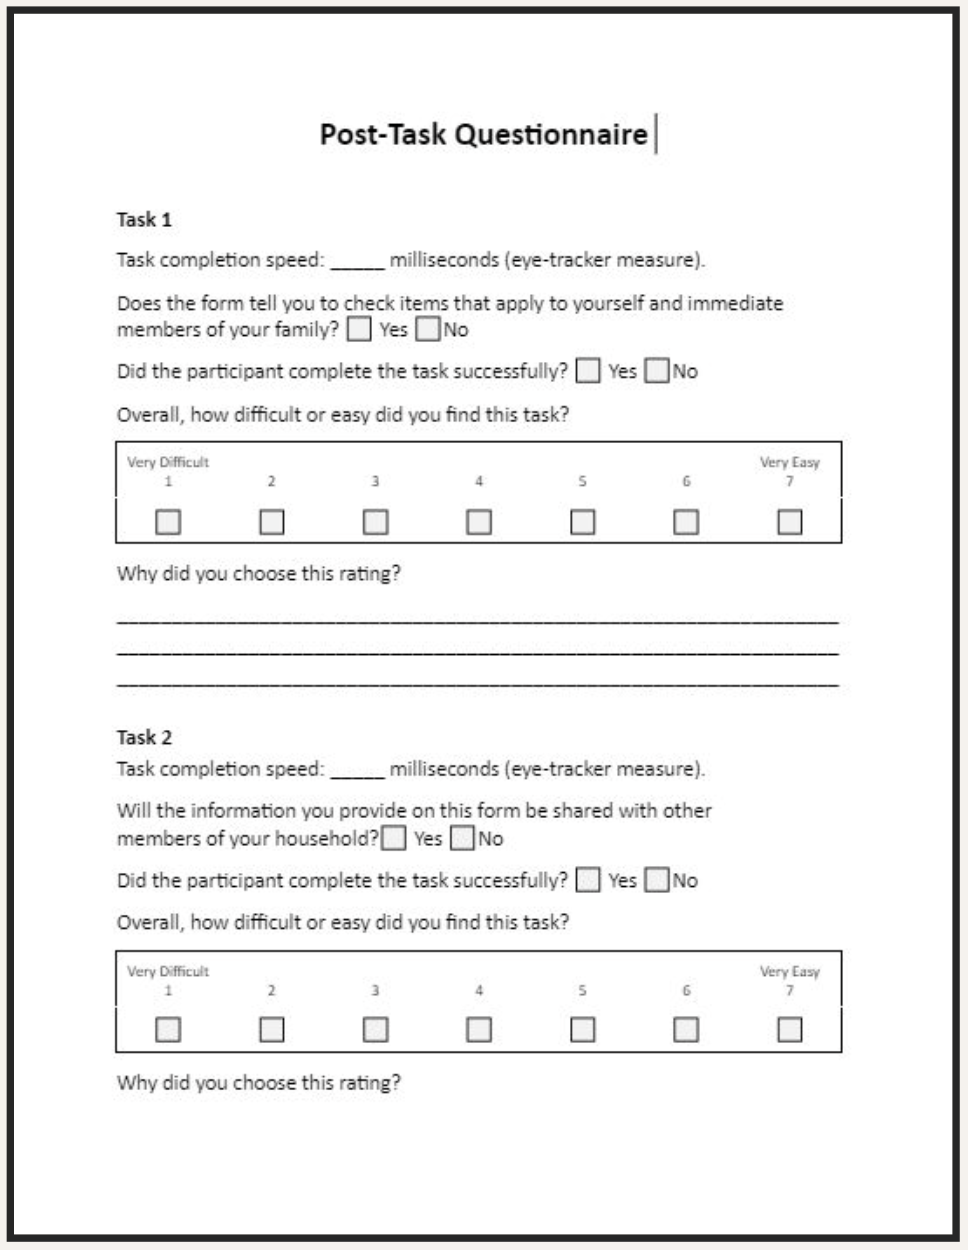 Post-Task Questionnaire
Task 1
Task completion speed: _____ milliseconds (eye-tracker measure).
Does the form tell you to check items that apply to yourself and immediate
members of your family? ☐ Yes ☐ No
Did the participant complete the task successfully? ☐ Yes ☐ No
Overall, how difficult or easy did you find this task?
Very Difficult Very Easy
1 2 3 4 5 6 7
Why did you choose this rating?
Task 2
Task completion speed: _____ milliseconds (eye-tracker measure).
Will the information you provide on this form be shared with other
members of your household? ☐ Yes ☐ No
Did the participant complete the task successfully? ☐ Yes ☐ No
Overall, how difficult or easy did you find this task?
Very Difficult Very Easy
1 2 3 4 5 6 7
Why did you choose this rating?